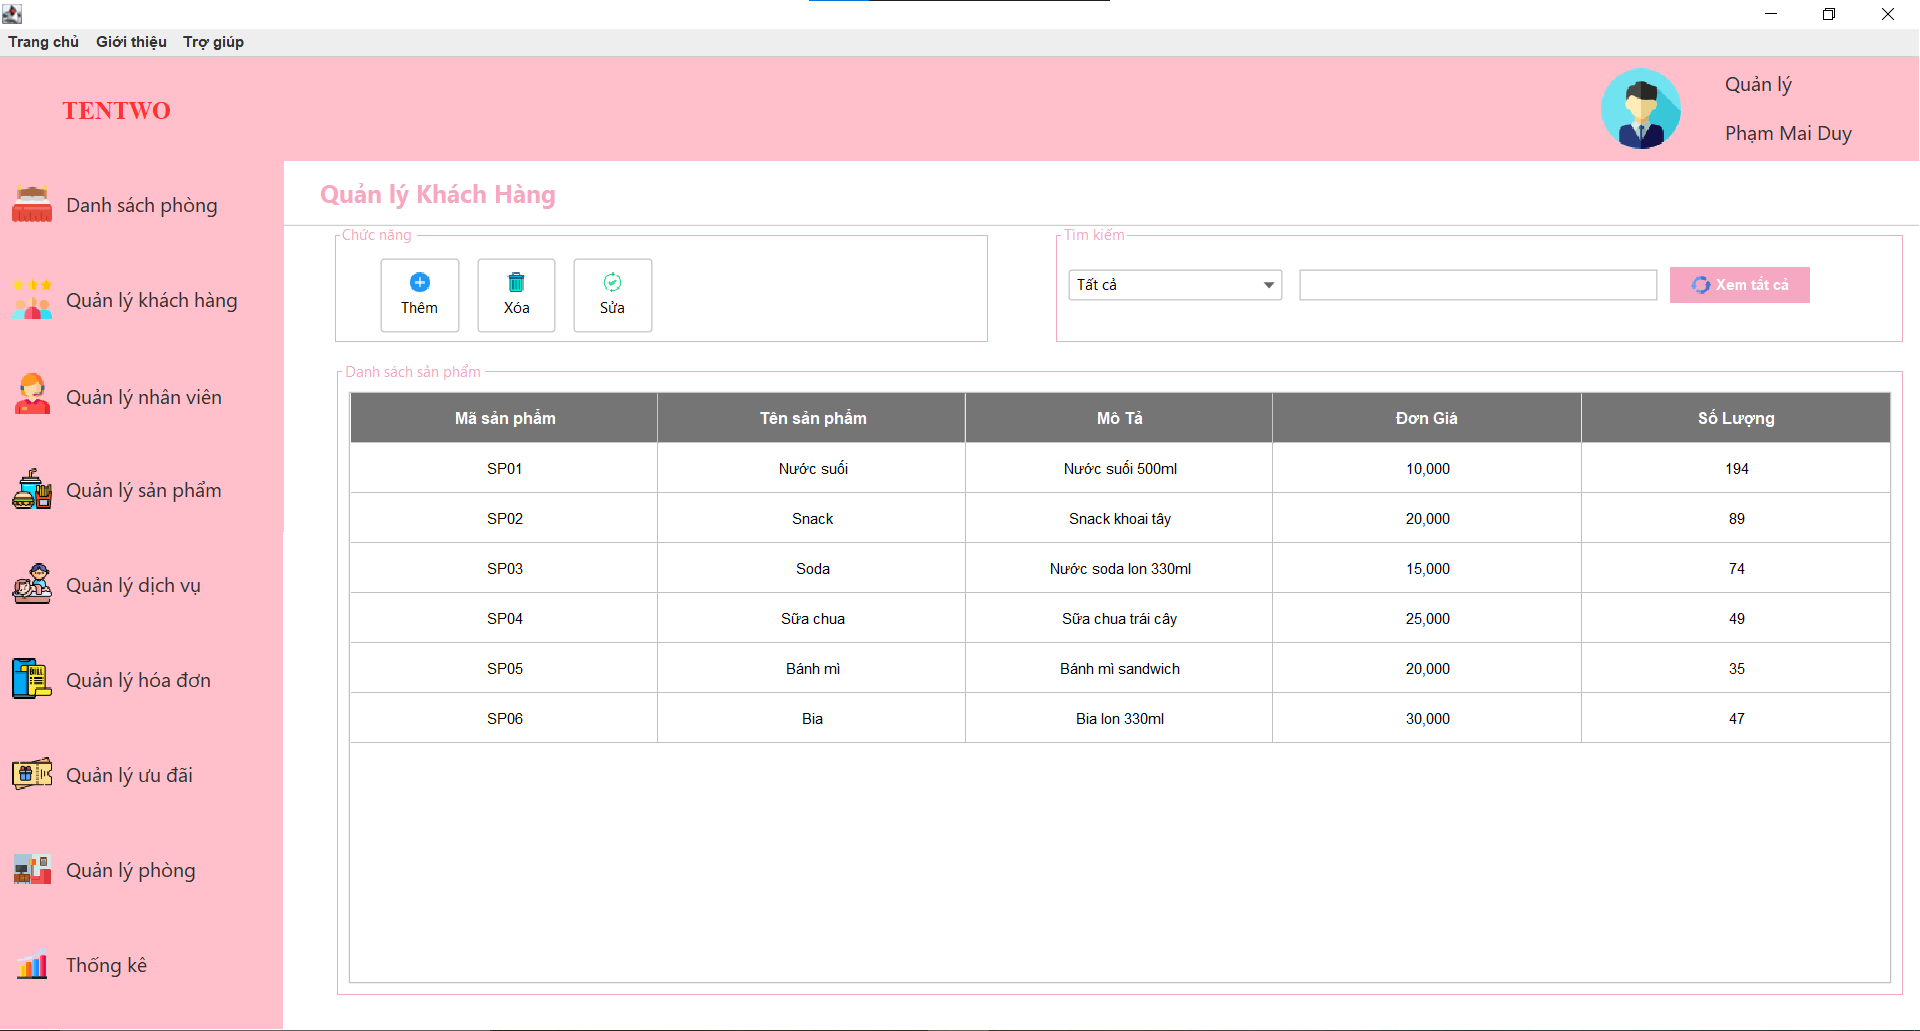 Trang chủ Giới thiệu Trợ giúp
TENTWO
Quản lý
Phạm Mai Duy
Danh sách phòng
Quản lý khách hàng
Quản lý nhân viên
Quản lý sản phẩm
Quản lý dịch vụ
Quản lý hóa đơn
Quản lý ưu đãi
Quản lý phòng
Thống kê
Quản lý Khách Hàng
Chức năng
Thêm Xóa Sửa
Tìm kiếm
Tất cả Xem tất cả
Danh sách sản phẩm
Mã sản phẩm Tên sản phẩm Mô Tả Đơn Giá Số Lượng
SP01 Nước suối Nước suối 500ml 10,000 194
SP02 Snack Snack khoai tây 20,000 89
SP03 Soda Nước soda lon 330ml 15,000 74
SP04 Sữa chua Sữa chua trái cây 25,000 49
SP05 Bánh mì Bánh mì sandwich 20,000 35
SP06 Bia Bia lon 330ml 30,000 47